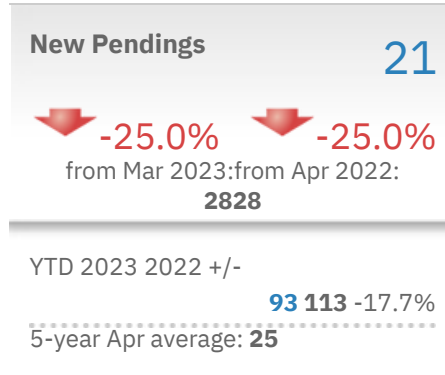 New Pendings
21
-25.0% -25.0%
from Mar 2023:from Apr 2022:
2828
YTD 2023 2022 +/-
93 113 -17.7%
5-year Apr average: 25